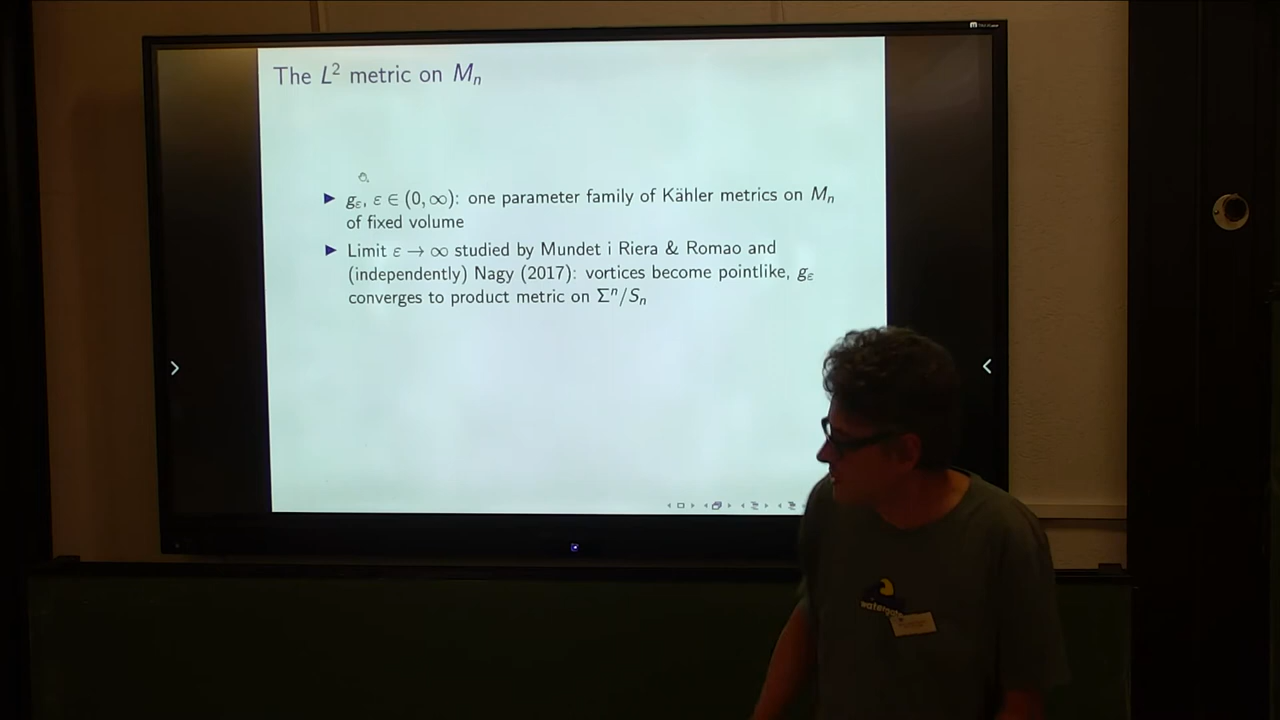 The L² metric on Mₙ
▶ g_ε, ε ∈ (0, ∞): one parameter family of Kähler metrics on Mₙ
of fixed volume
▶ Limit ε → ∞ studied by Mundet i Riera & Romao and
(independently) Nagy (2017): vortices become pointlike, g_ε
converges to product metric on Σⁿ/Sₙ